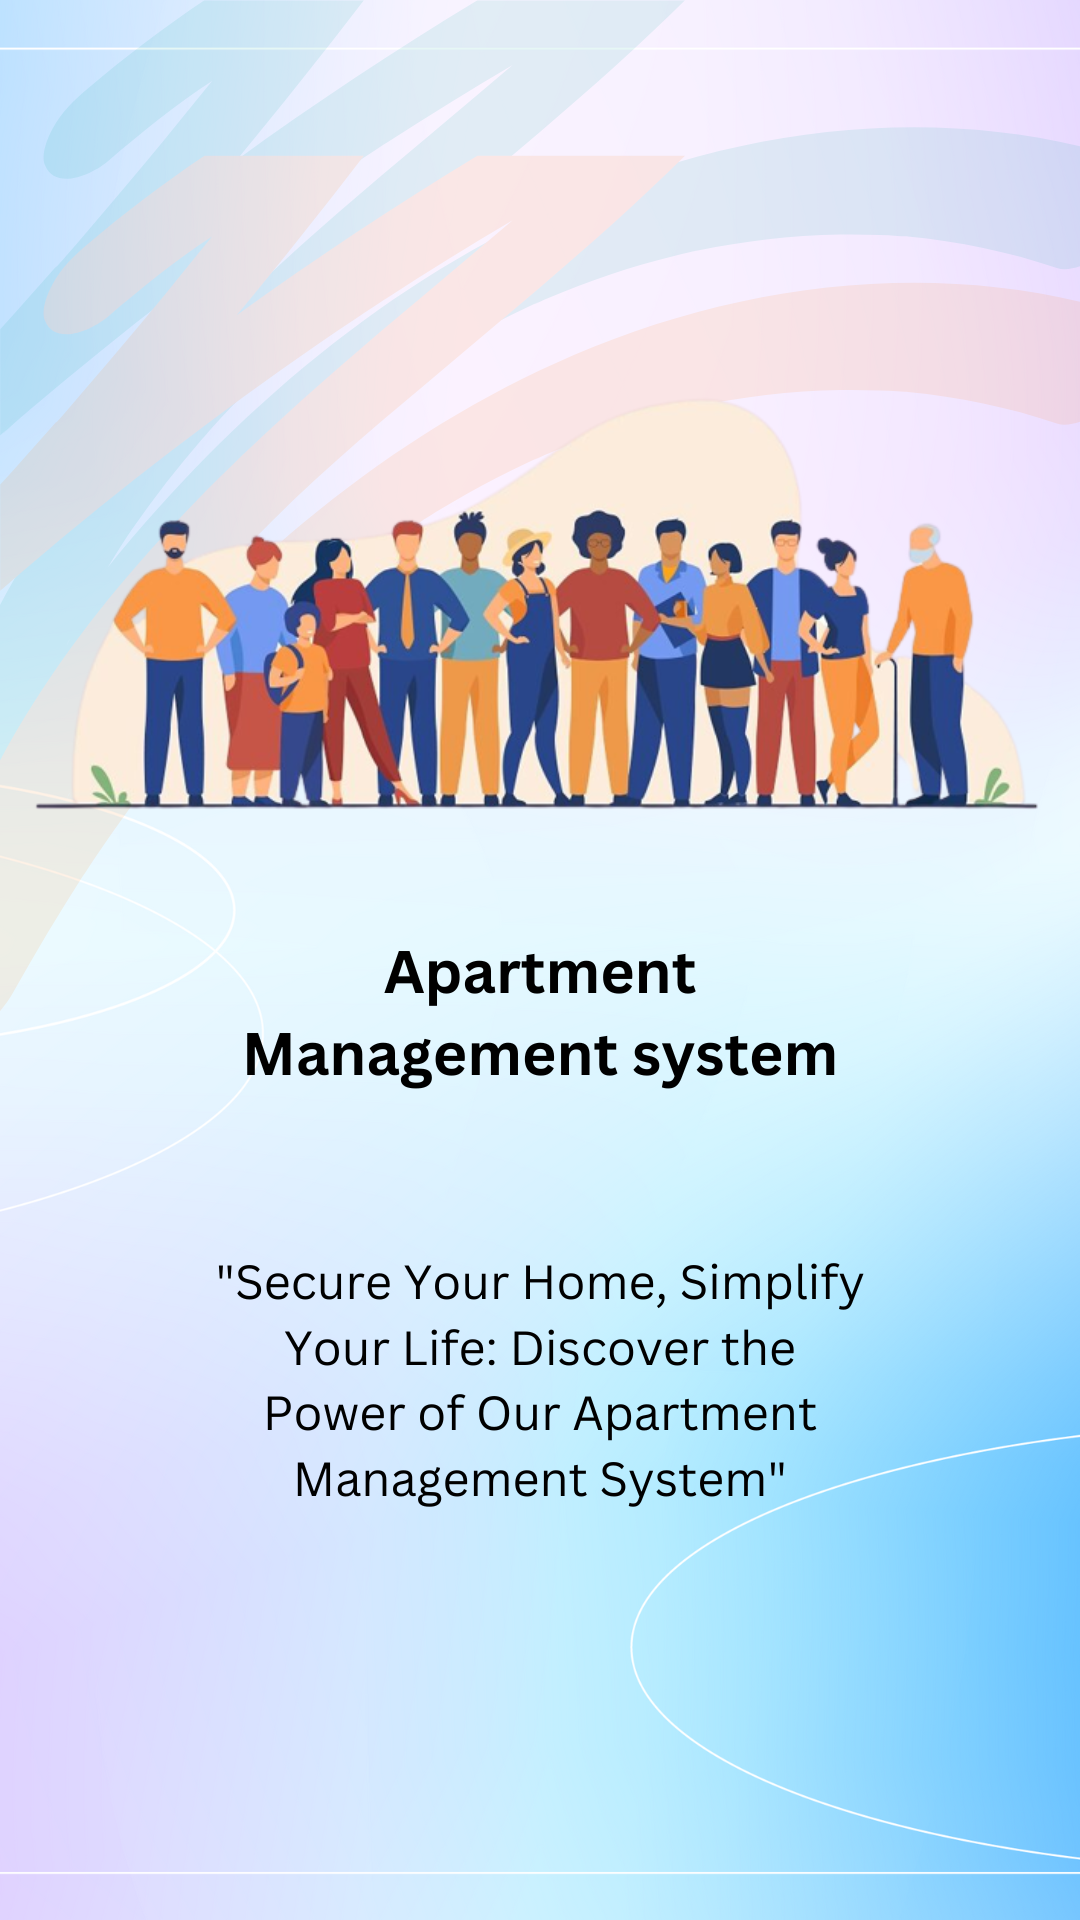 Apartment
Management system
"Secure Your Home, Simplify
Your Life: Discover the
Power of Our Apartment
Management System"